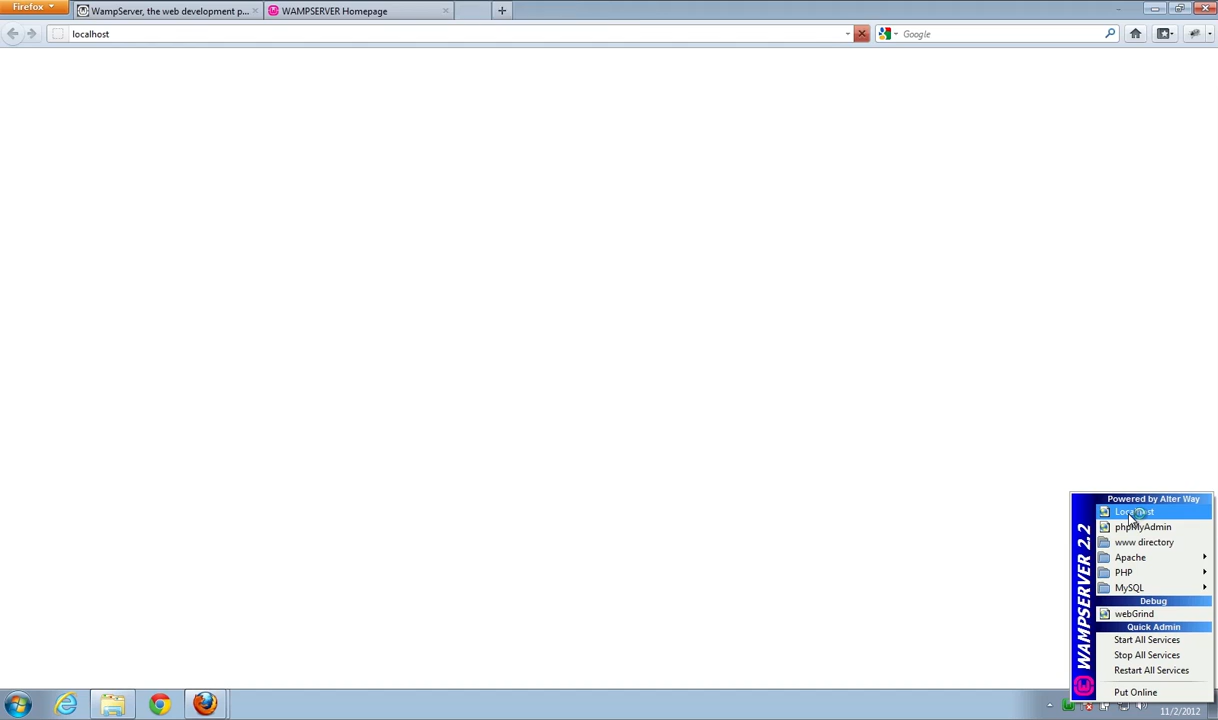 Firefox
WampServer, the web development p...
WAMPSERVER Homepage
localhost
Google
Powered by Alter Way
Localhost
phpMyAdmin
www directory
Apache
PHP
MySQL
Debug
webGrind
Quick Admin
Start All Services
Stop All Services
Restart All Services
Put Online
WAMPSERVER 2.2
11/2/2012